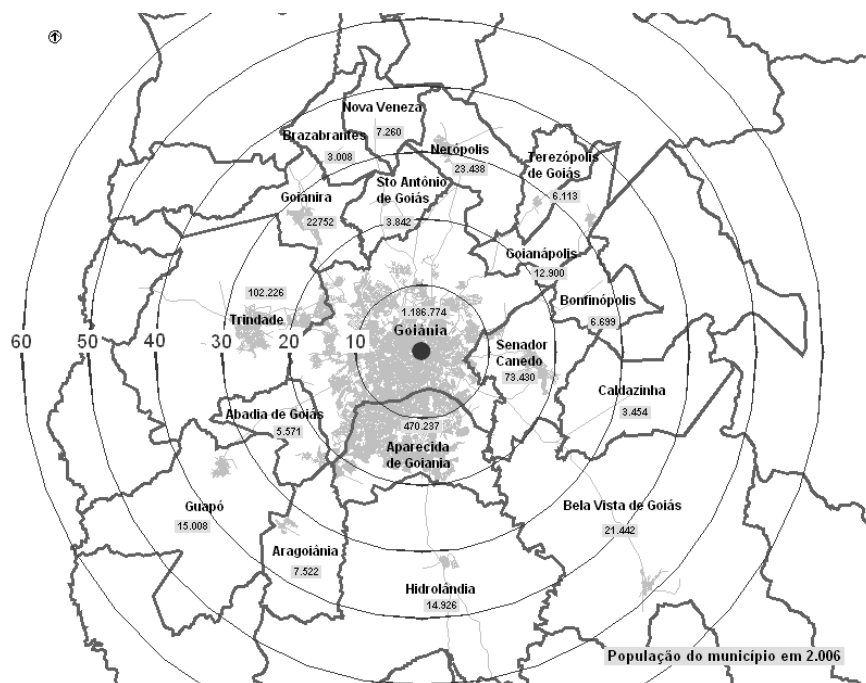 Nova Veneza
7.260
Brazabrantes
3.008
Nerópolis
23.438
Terezópolis
de Goiás
6.113
Goianira
22752
Sto Antônio
de Goiás
3.842
Goianápolis
12.900
Bonfinópolis
6.699
102.226
Trindade
1.186.774
Goiânia
60 50 40 30 20 10
Senador
Canedo
73.430
Caldazinha
3.454
Abadia de Goiás
5.571
470.237
Aparecida
de Goiania
Guapó
15.008
Bela Vista de Goiás
21.442
Aragoiânia
7.522
Hidrolândia
14.926
População do município em 2.006